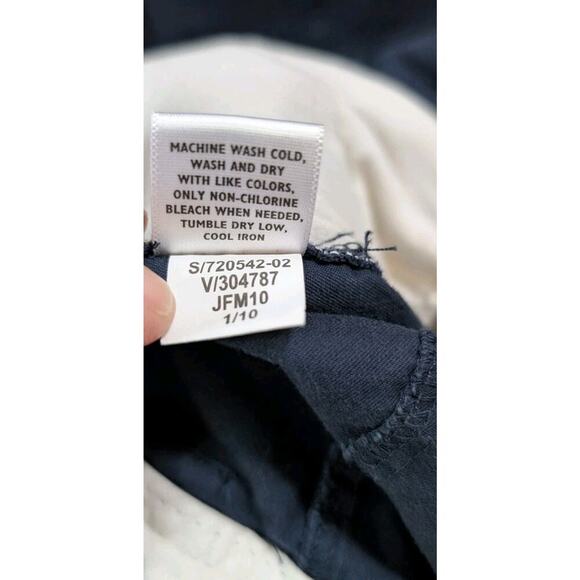 MACHINE WASH COLD,
WASH AND DRY
WITH LIKE COLORS,
ONLY NON-CHLORINE
BLEACH WHEN NEEDED,
TUMBLE DRY LOW,
COOL IRON
S/720542-02
V/304787
JFM10
1/10